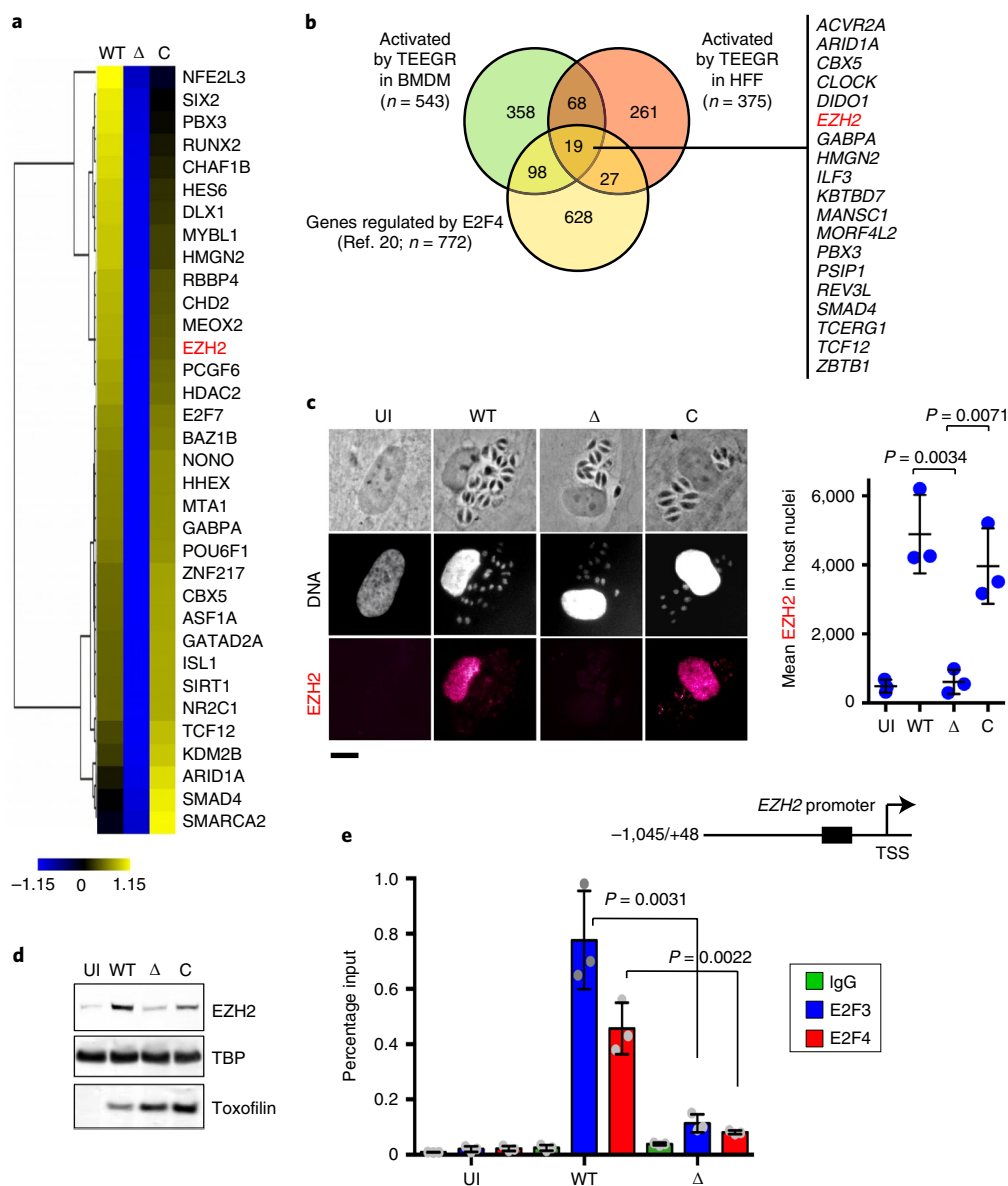 a
WT Δ C
NFE2L3
SIX2
PBX3
RUNX2
CHAF1B
HES6
DLX1
MYBL1
HMGN2
RBBP4
CHD2
MEOX2
EZH2
PCGF6
HDAC2
E2F7
BAZ1B
NONO
HHEX
MTA1
GABPA
POU6F1
ZNF217
CBX5
ASF1A
GATAD2A
ISL1
SIRT1
NR2C1
TCF12
KDM2B
ARID1A
SMAD4
SMARCA2
−1.15 0 1.15
b
Activated
by TEEGR
in BMDM
(n = 543)
Activated
by TEEGR
in HFF
(n = 375)
358 68 261
19
98 27
628
Genes regulated by E2F4
(Ref. 20; n = 772)
ACVR2A
ARID1A
CBX5
CLOCK
DIDO1
EZH2
GABPA
HMGN2
ILF3
KBTBD7
MANSC1
MORF4L2
PBX3
PSIP1
REV3L
SMAD4
TCERG1
TCF12
ZBTB1
c
UI WT Δ C
DNA
EZH2
P = 0.0071
P = 0.0034
Mean EZH2 in host nuclei
6,000
4,000
2,000
0
UI WT Δ C
d
UI WT Δ C
EZH2
TBP
Toxofilin
e
EZH2 promoter
−1,045/+48
TSS
Percentage input
1.0
0.8
0.6
0.4
0.2
0
P = 0.0031
P = 0.0022
UI WT Δ
IgG
E2F3
E2F4